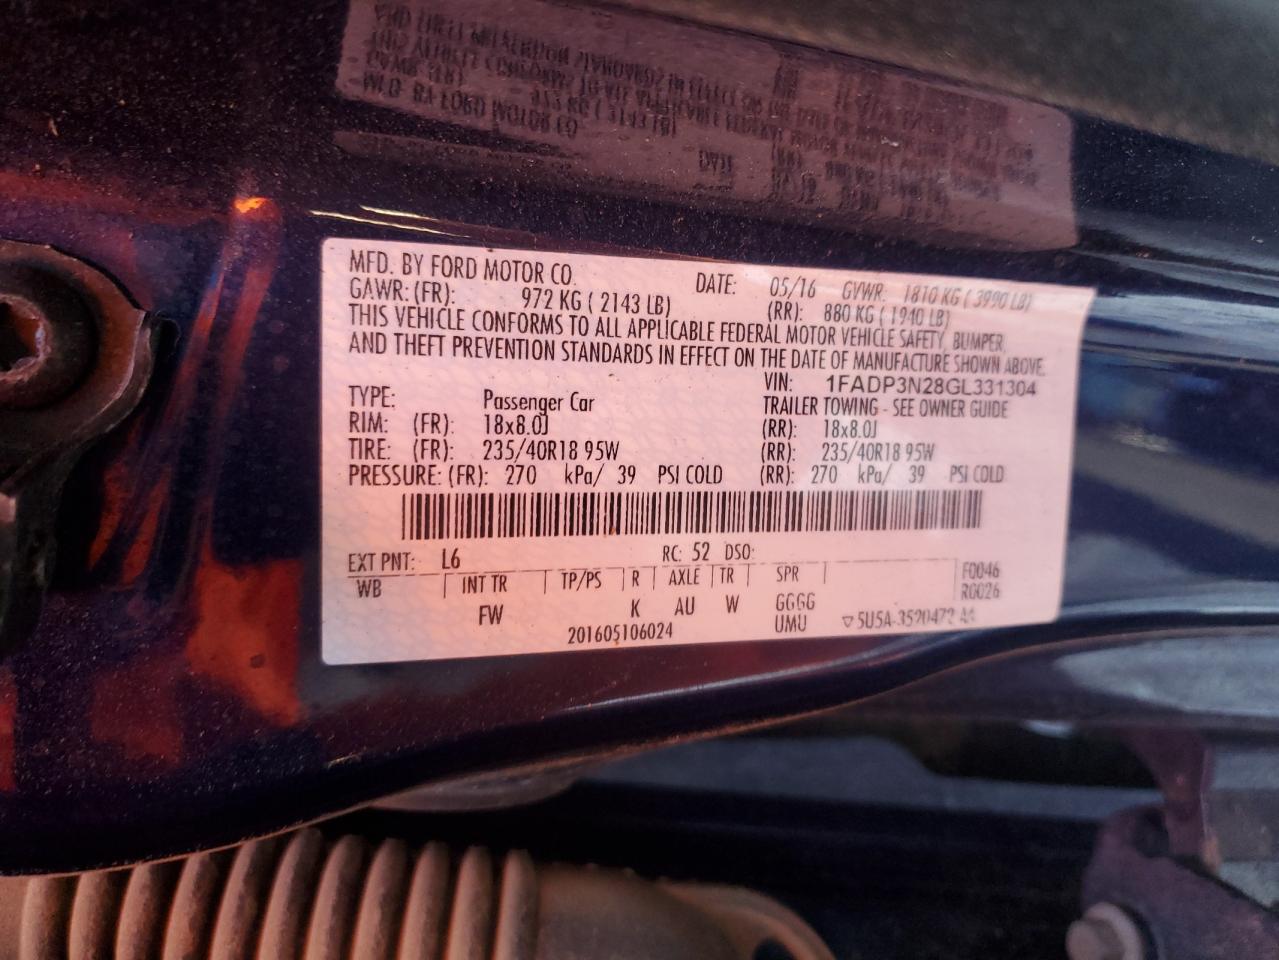 MFD. BY FORD MOTOR CO. DATE: 05/16 GVWR: 1810 KG ( 3990 LB)
GAWR: (FR): 972 KG ( 2143 LB) (RR): 880 KG ( 1940 LB)
THIS VEHICLE CONFORMS TO ALL APPLICABLE FEDERAL MOTOR VEHICLE SAFETY, BUMPER,
AND THEFT PREVENTION STANDARDS IN EFFECT ON THE DATE OF MANUFACTURE SHOWN ABOVE.
VIN: 1FADP3N28GL331304
TYPE: Passenger Car TRAILER TOWING - SEE OWNER GUIDE
RIM: (FR): 18x8.0J (RR): 18x8.0J
TIRE: (FR): 235/40R18 95W (RR): 235/40R18 95W
PRESSURE: (FR): 270 kPa/ 39 PSI COLD (RR): 270 kPa/ 39 PSI COLD
EXT PNT: L6 RC: 52 DSO:
WB INT TR TP/PS R AXLE TR SPR F0046
R0026
FW K AU W GGGG
201605106024 UMU ▽ 5U5A-3520472 AA